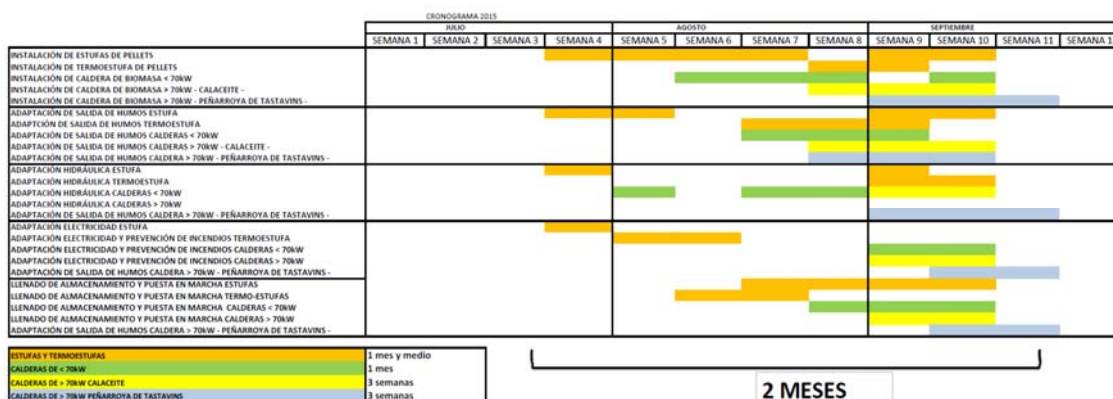 CRONOGRAMA 2015
JULIO AGOSTO SEPTIEMBRE
SEMANA 1 SEMANA 2 SEMANA 3 SEMANA 4 SEMANA 5 SEMANA 6 SEMANA 7 SEMANA 8 SEMANA 9 SEMANA 10 SEMANA 11 SEMANA 1
INSTALACIÓN DE ESTUFAS DE PELLETS
INSTALACIÓN DE TERMOESTUFA DE PELLETS
INSTALACIÓN DE CALDERA DE BIOMASA < 70kW
INSTALACIÓN DE CALDERA DE BIOMASA > 70kW - CALACEITE -
INSTALACIÓN DE CALDERA DE BIOMASA > 70kW - PEÑARROYA DE TASTAVINS -
ADAPTACIÓN DE SALIDA DE HUMOS ESTUFA
ADAPTCIÓN DE SALIDA DE HUMOS TERMOESTUFA
ADAPTACIÓN DE SALIDA DE HUMOS CALDERAS < 70kW
ADAPTACIÓN DE SALIDA DE HUMOS CALDERAS > 70kW - CALACEITE -
ADAPTACIÓN DE SALIDA DE HUMOS CALDERA > 70kW - PEÑARROYA DE TASTAVINS -
ADAPTACIÓN HIDRÁULICA ESTUFA
ADAPTACIÓN HIDRÁULICA TERMOESTUFA
ADAPTACIÓN HIDRÁULICA CALDERAS < 70kW
ADAPTACIÓN HIDRÁULICA CALDERAS > 70kW
ADAPTACIÓN DE SALIDA DE HUMOS CALDERA > 70kW - PEÑARROYA DE TASTAVINS -
ADAPTACIÓN ELECTRICIDAD ESTUFA
ADAPTACIÓN ELECTRICIDAD Y PREVENCIÓN DE INCENDIOS TERMOESTUFA
ADAPTACIÓN ELECTRICIDAD Y PREVENCIÓN DE INCENDIOS CALDERAS < 70kW
ADAPTACIÓN ELECTRICIDAD Y PREVENCIÓN DE INCENDIOS CALDERAS > 70kW
ADAPTACIÓN DE SALIDA DE HUMOS CALDERA > 70kW - PEÑARROYA DE TASTAVINS -
LLENADO DE ALMACENAMIENTO Y PUESTA EN MARCHA ESTUFAS
LLENADO DE ALMACENAMIENTO Y PUESTA EN MARCHA TERMO-ESTUFAS
LLENADO DE ALMACENAMIENTO Y PUESTA EN MARCHA CALDERAS < 70kW
LLENADO DE ALMACENAMIENTO Y PUESTA EN MARCHA CALDERAS > 70kW
ADAPTACIÓN DE SALIDA DE HUMOS CALDERA > 70kW - PEÑARROYA DE TASTAVINS -
ESTUFAS Y TERMOESTUFAS 1 mes y medio
CALDERAS DE < 70kW 1 mes
CALDERAS DE > 70kW CALACEITE 3 semanas
CALDERAS DE > 70kW PEÑARROYA DE TASTAVINS 3 semanas
2 MESES